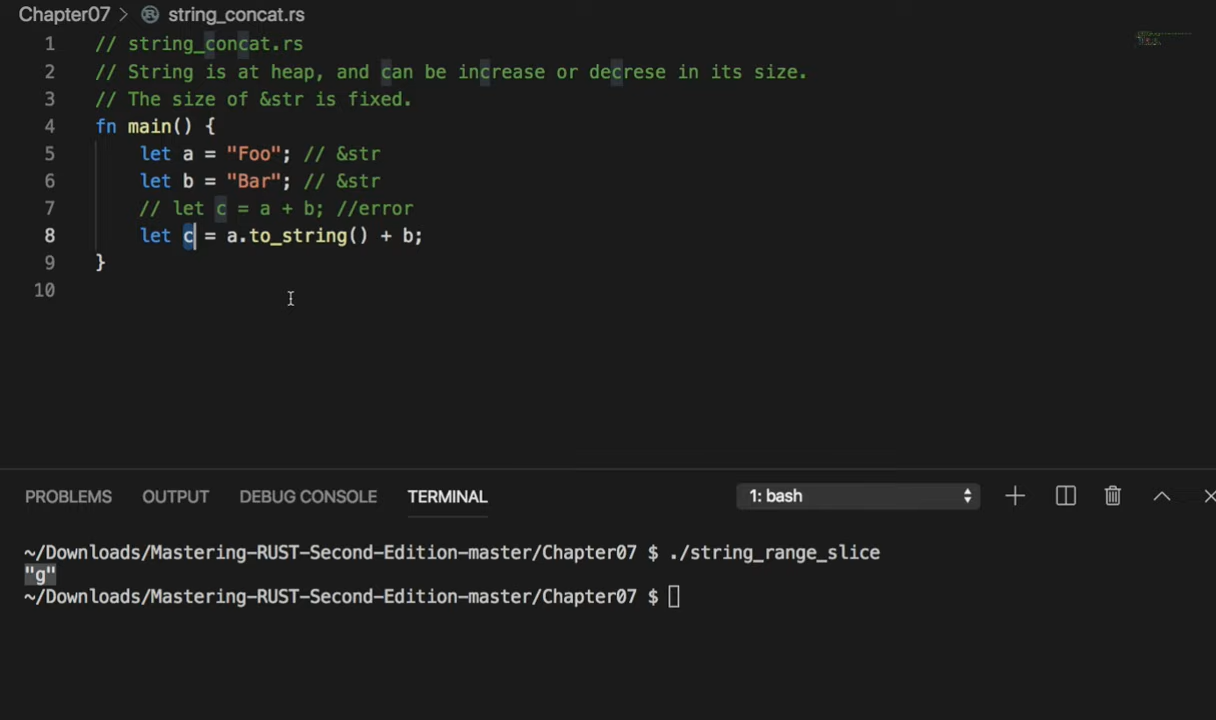 Chapter07 > string_concat.rs
1 // string_concat.rs
2 // String is at heap, and can be increase or decrese in its size.
3 // The size of &str is fixed.
4 fn main() {
5 let a = "Foo"; // &str
6 let b = "Bar"; // &str
7 // let c = a + b; //error
8 let c = a.to_string() + b;
9 }
10
PROBLEMS OUTPUT DEBUG CONSOLE TERMINAL 1: bash
~/Downloads/Mastering-RUST-Second-Edition-master/Chapter07 $ ./string_range_slice
"g"
~/Downloads/Mastering-RUST-Second-Edition-master/Chapter07 $